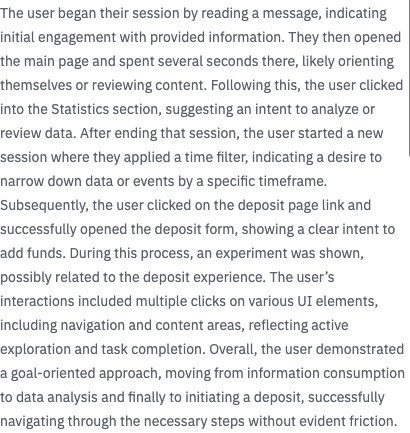 The user began their session by reading a message, indicating
initial engagement with provided information. They then opened
the main page and spent several seconds there, likely orienting
themselves or reviewing content. Following this, the user clicked
into the Statistics section, suggesting an intent to analyze or
review data. After ending that session, the user started a new
session where they applied a time filter, indicating a desire to
narrow down data or events by a specific timeframe.
Subsequently, the user clicked on the deposit page link and
successfully opened the deposit form, showing a clear intent to
add funds. During this process, an experiment was shown,
possibly related to the deposit experience. The user’s
interactions included multiple clicks on various UI elements,
including navigation and content areas, reflecting active
exploration and task completion. Overall, the user demonstrated
a goal-oriented approach, moving from information consumption
to data analysis and finally to initiating a deposit, successfully
navigating through the necessary steps without evident friction.